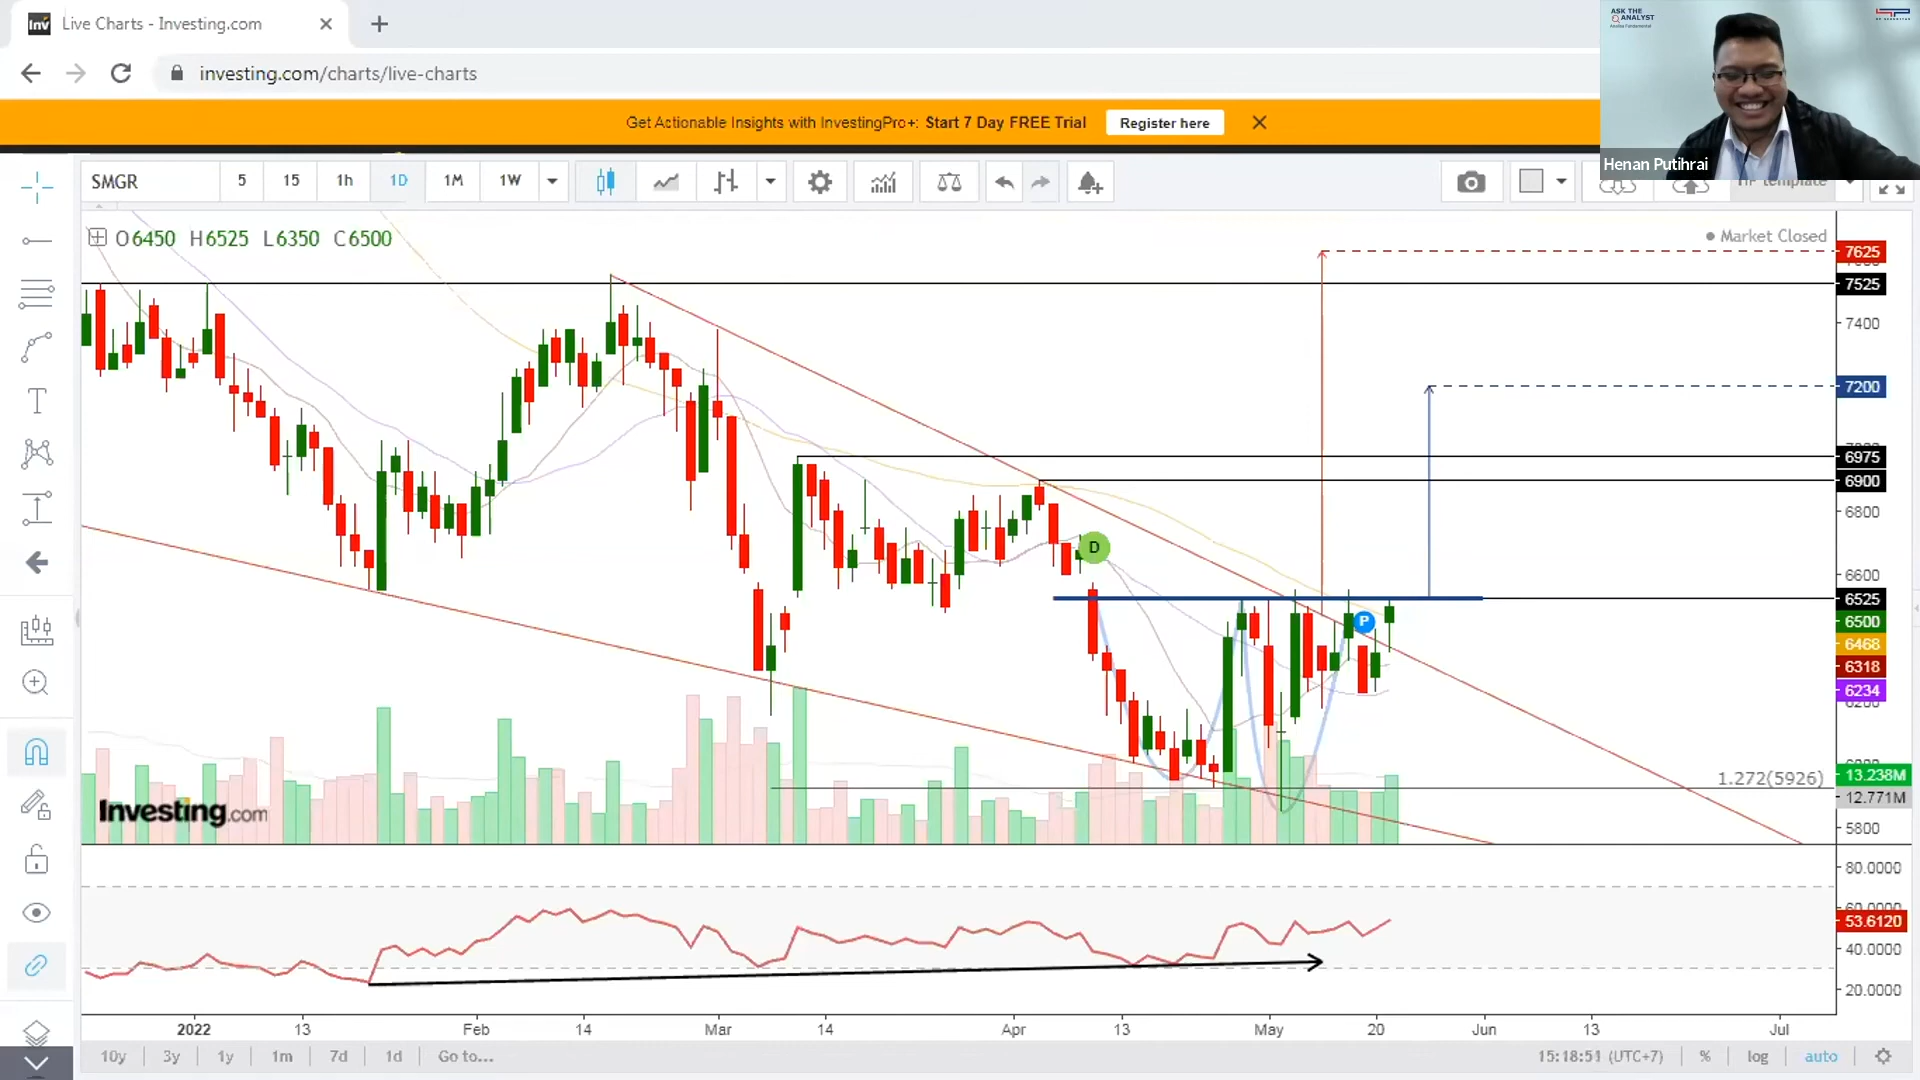 Live Charts - Investing.com
investing.com/charts/live-charts
Get Actionable Insights with InvestingPro+: Start 7 Day FREE Trial
Register here
ASK THE
ANALYST
Henan Putihrai
SMGR
5
15
1h
1D
1M
1W
O6450 H6525 L6350 C6500
Market Closed
7625
7525
7400
7200
6975
6900
6800
6600
6525
6500
6468
6318
6234
1.272(5926)
13.238M
12.771M
5800
D
P
Investing.com
80.0000
53.6120
40.0000
20.0000
2022
13
Feb
14
Mar
14
Apr
13
May
20
Jun
13
Jul
10y
3y
1y
1m
7d
1d
Go to...
15:18:51 (UTC+7)
%
log
auto